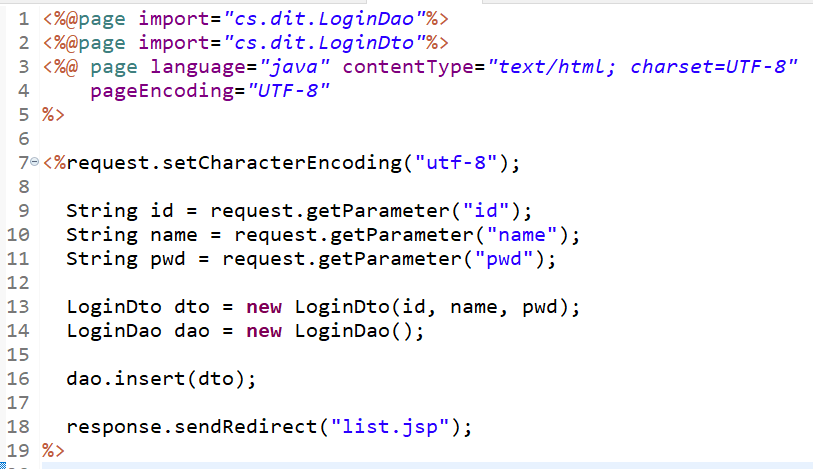 1 <%@page import="cs.dit.LoginDao"%>
2 <%@page import="cs.dit.LoginDto"%>
3 <%@ page language="java" contentType="text/html; charset=UTF-8"
4     pageEncoding="UTF-8"
5 %>
6
7 <%request.setCharacterEncoding("utf-8");
8
9   String id = request.getParameter("id");
10   String name = request.getParameter("name");
11   String pwd = request.getParameter("pwd");
12
13   LoginDto dto = new LoginDto(id, name, pwd);
14   LoginDao dao = new LoginDao();
15
16   dao.insert(dto);
17
18   response.sendRedirect("list.jsp");
19 %>